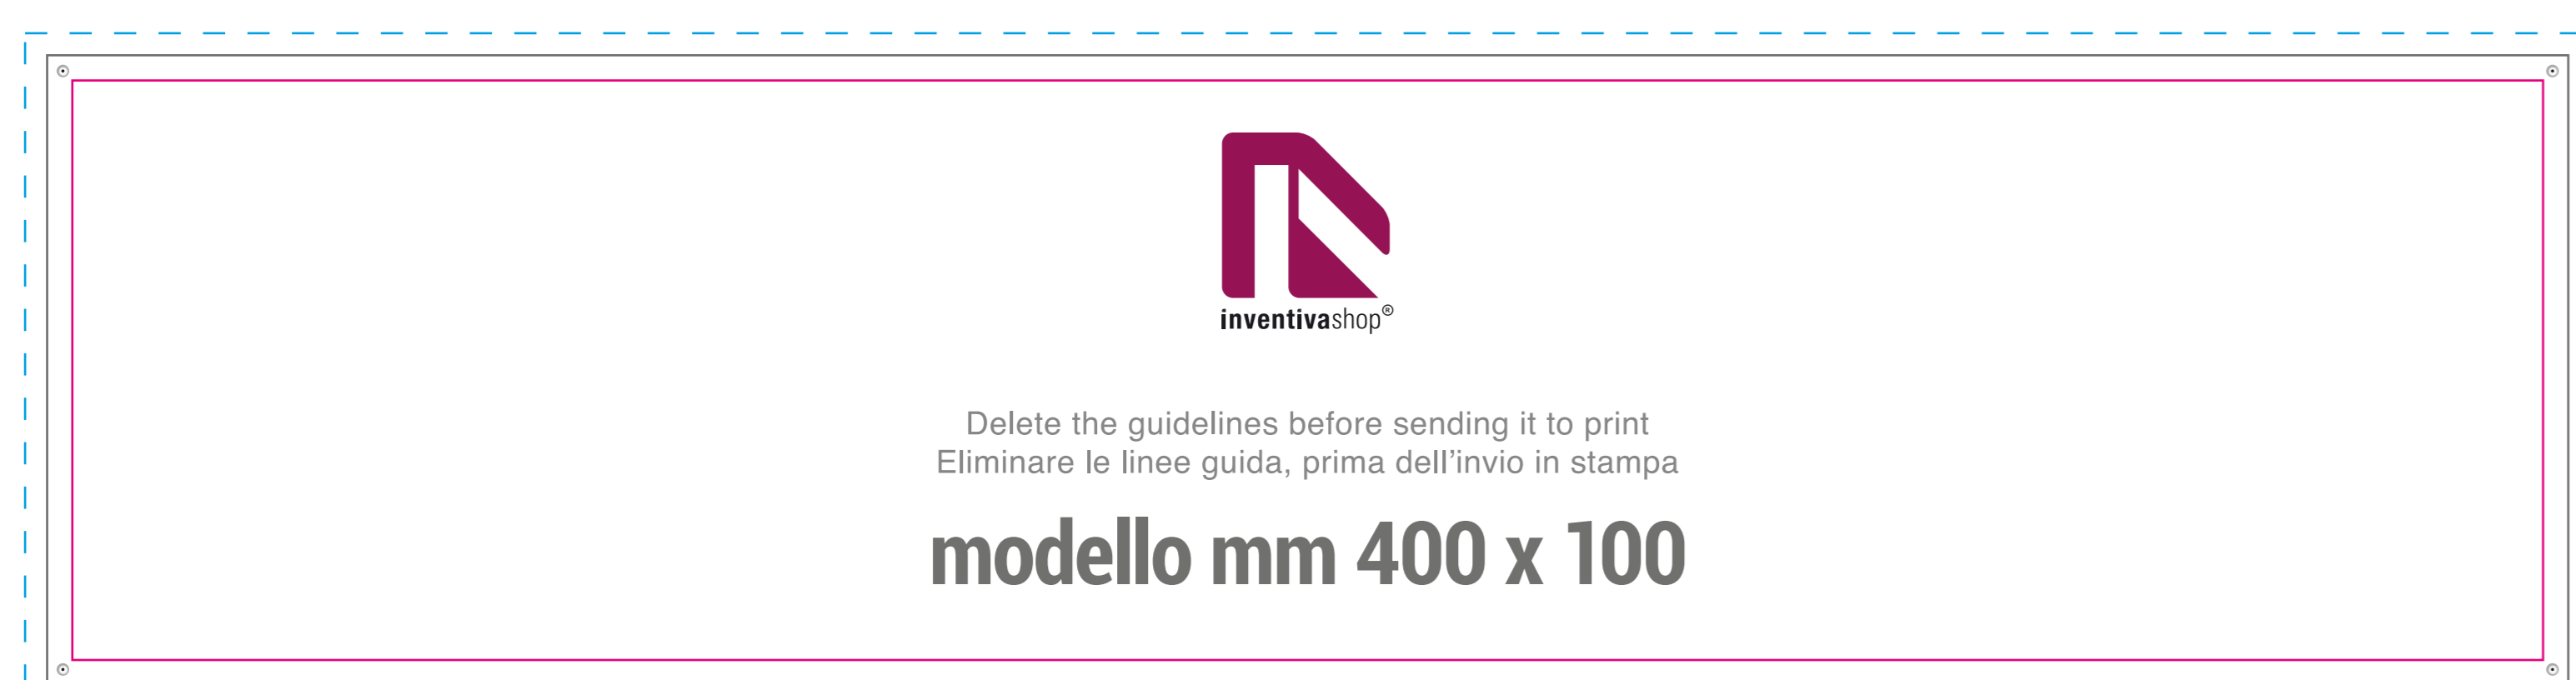 inventivashop®
Delete the guidelines before sending it to print
Eliminare le linee guida, prima dell’invio in stampa
modello mm 400 x 100